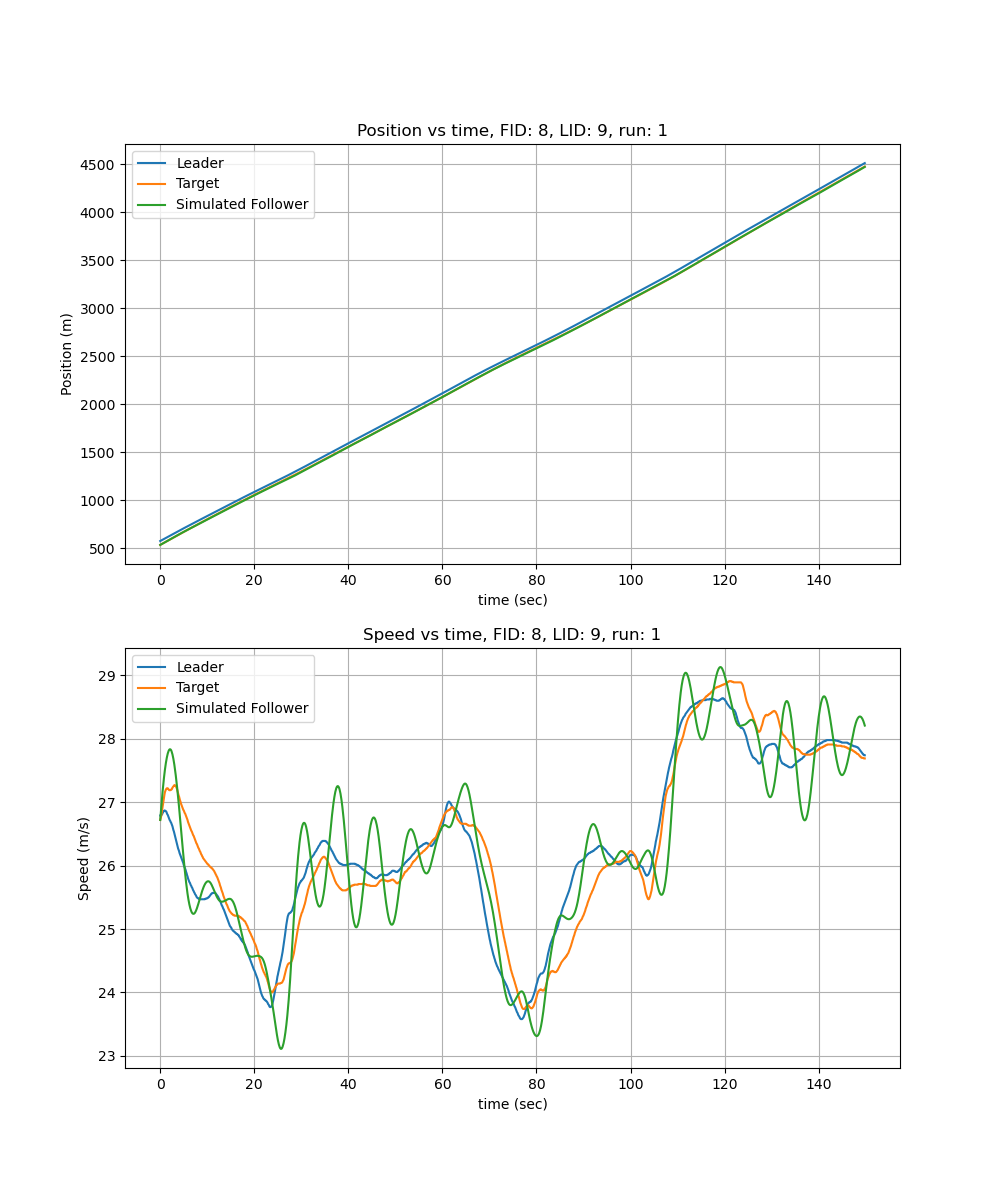 Position vs time, FID: 8, LID: 9, run: 1
Leader
Target
Simulated Follower
4500
4000
3500
3000
2500
2000
1500
1000
500
Position (m)
0 20 40 60 80 100 120 140
time (sec)
Speed vs time, FID: 8, LID: 9, run: 1
Leader
Target
Simulated Follower
29
28
27
26
25
24
23
Speed (m/s)
0 20 40 60 80 100 120 140
time (sec)